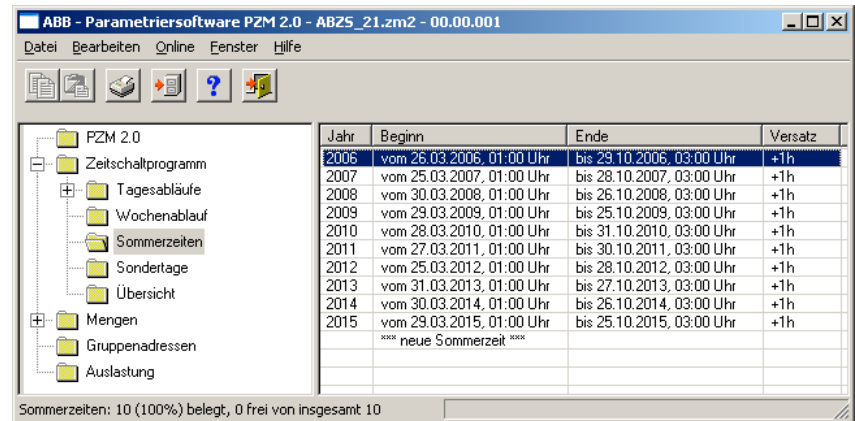 ABB - Parametriersoftware PZM 2.0 - ABZS_21.zm2 - 00.00.001
Datei Bearbeiten Online Fenster Hilfe
PZM 2.0
Zeitschaltprogramm
Tagesabläufe
Wochenablauf
Sommerzeiten
Sondertage
Übersicht
Mengen
Gruppenadressen
Auslastung
Jahr Beginn Ende Versatz
2006 vom 26.03.2006, 01:00 Uhr bis 29.10.2006, 03:00 Uhr +1h
2007 vom 25.03.2007, 01:00 Uhr bis 28.10.2007, 03:00 Uhr +1h
2008 vom 30.03.2008, 01:00 Uhr bis 26.10.2008, 03:00 Uhr +1h
2009 vom 29.03.2009, 01:00 Uhr bis 25.10.2009, 03:00 Uhr +1h
2010 vom 28.03.2010, 01:00 Uhr bis 31.10.2010, 03:00 Uhr +1h
2011 vom 27.03.2011, 01:00 Uhr bis 30.10.2011, 03:00 Uhr +1h
2012 vom 25.03.2012, 01:00 Uhr bis 28.10.2012, 03:00 Uhr +1h
2013 vom 31.03.2013, 01:00 Uhr bis 27.10.2013, 03:00 Uhr +1h
2014 vom 30.03.2014, 01:00 Uhr bis 26.10.2014, 03:00 Uhr +1h
2015 vom 29.03.2015, 01:00 Uhr bis 25.10.2015, 03:00 Uhr +1h
*** neue Sommerzeit ***
Sommerzeiten: 10 (100%) belegt, 0 frei von insgesamt 10